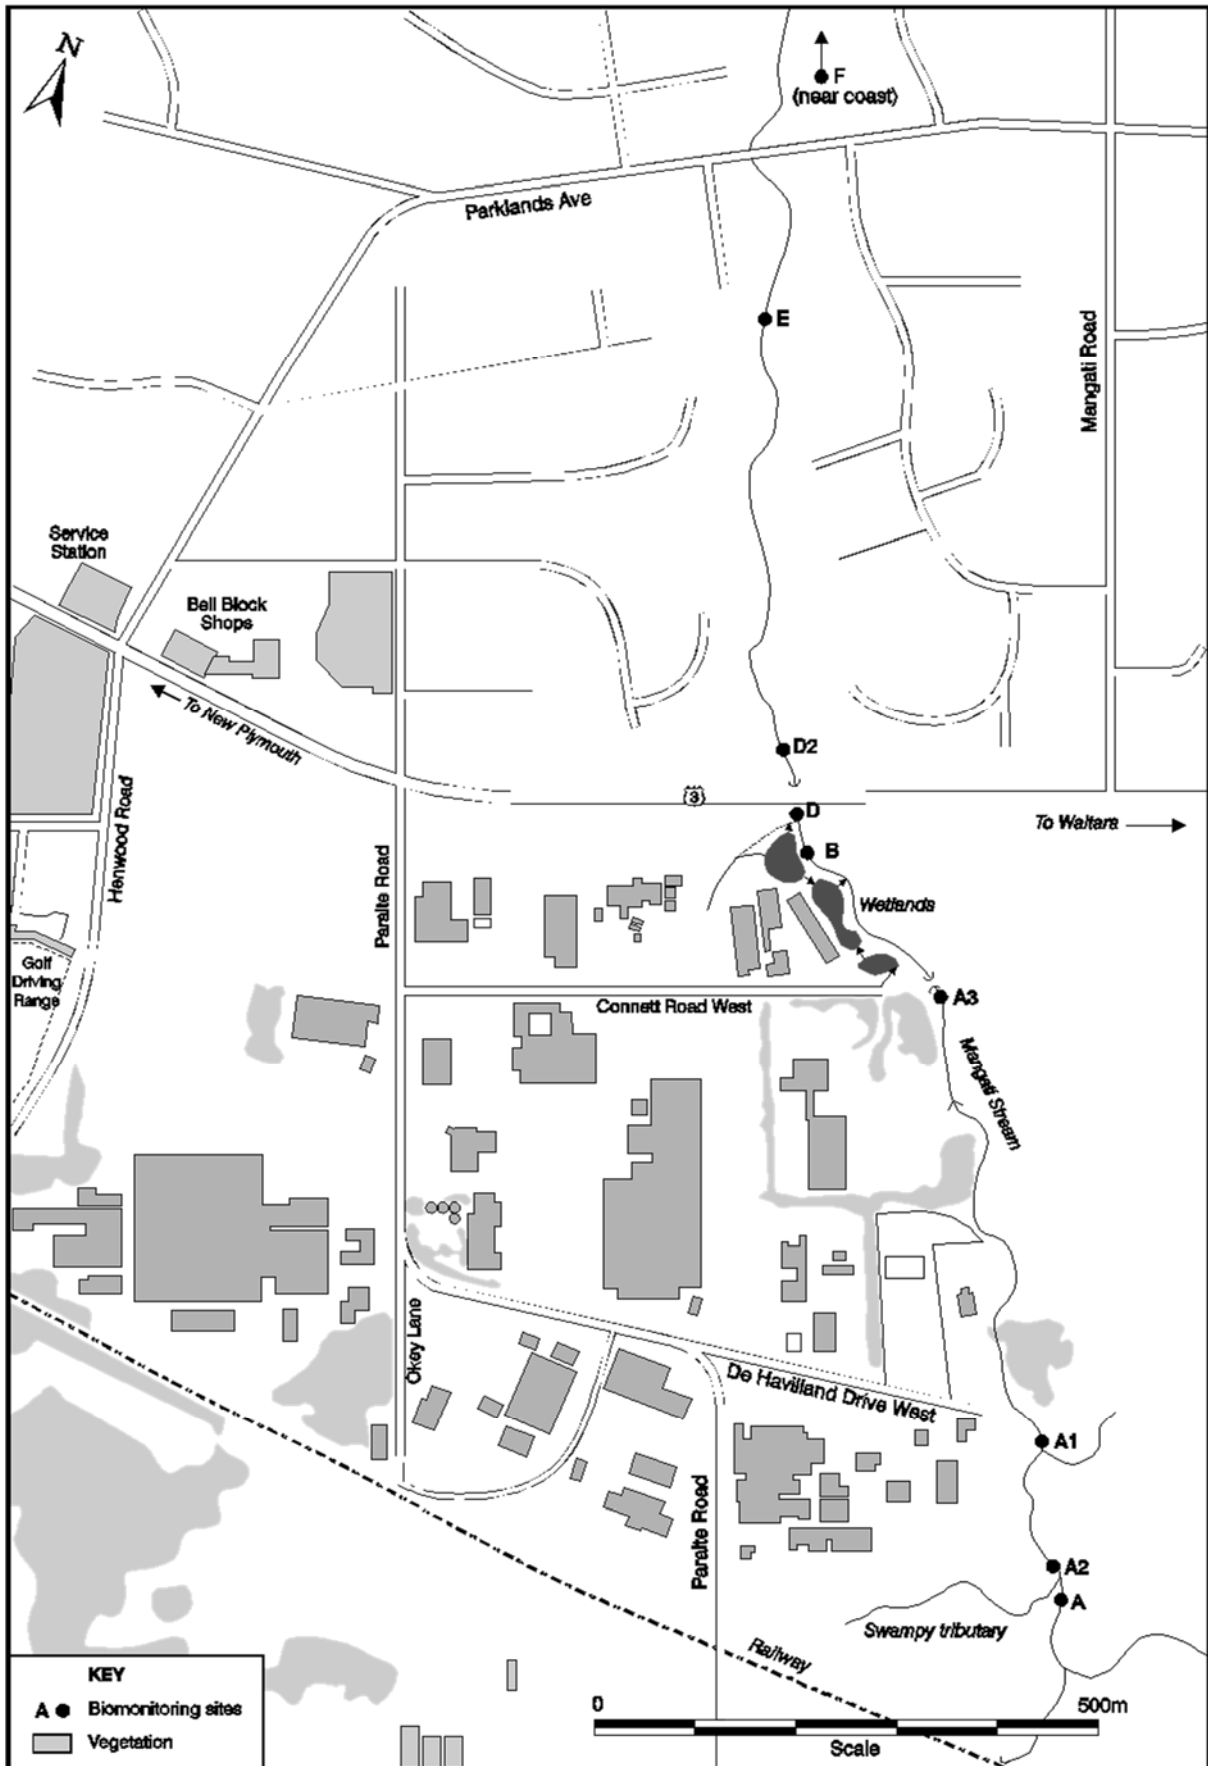 N
F
(near coast)
Parklands Ave
E
Mangati Road
Service
Station
Bell Block
Shops
To New Plymouth
D2
3
D
To Waitara
Henwood Road
Paraite Road
B
Wetlands
Golf
Driving
Range
Connett Road West
A3
Mangati Stream
Okey Lane
De Havilland Drive West
A1
Paraite Road
A2
A
Swampy tributary
Railway
KEY
A Biomonitoring sites
Vegetation
0 500m
Scale